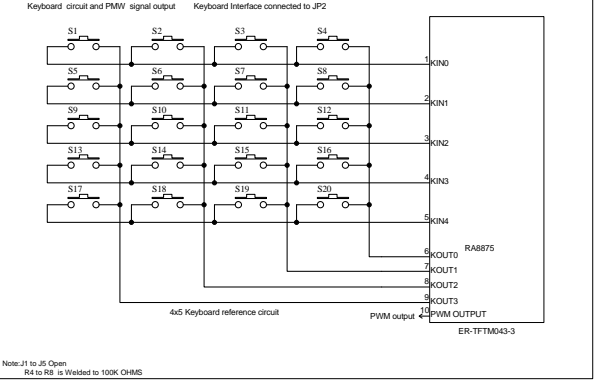 Keyboard circuit and PMW signal output Keyboard Interface connected to JP2
S1 S2 S3 S4
1 KIN0
S5 S6 S7 S8
2 KIN1
S9 S10 S11 S12
3 KIN2
S13 S14 S15 S16
4 KIN3
S17 S18 S19 S20
5 KIN4
RA8875
6 KOUT0
7 KOUT1
8 KOUT2
9 KOUT3
4x5 Keyboard reference circuit
PWM output 10 PWM OUTPUT
ER-TFTM043-3
Note:J1 to J5 Open
R4 to R8 is Welded to 100K OHMS